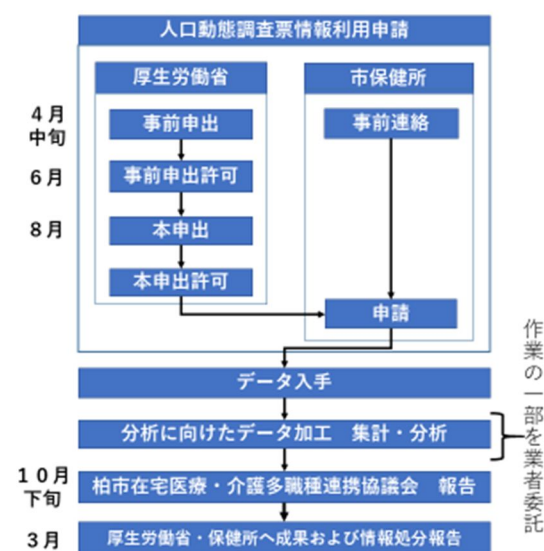 人口動態調査票情報利用申請
厚生労働省
市保健所
4月
中旬
事前申出
事前連絡
6月
事前申出許可
8月
本申出
本申出許可
申請
データ入手
分析に向けたデータ加工　集計・分析
作業の一部を業者委託
10月
下旬
柏市在宅医療・介護多職種連携協議会　報告
3月
厚生労働省・保健所へ成果および情報処分報告